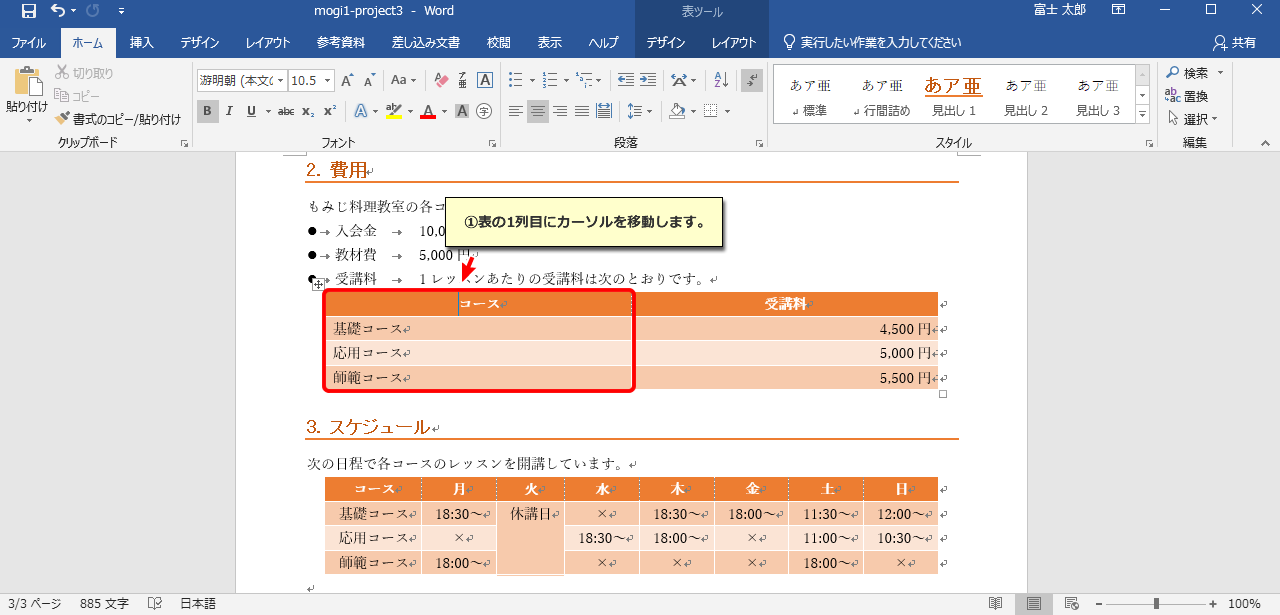 mogi1-project3 - Word
表ツール
富士 太郎
ファイル ホーム 挿入 デザイン レイアウト 参考資料 差し込み文書 校閲 表示 ヘルプ デザイン レイアウト 実行したい作業を入力してください 共有
貼り付け
切り取り
コピー
書式のコピー/貼り付け
クリップボード
游明朝 (本文の 10.5
フォント
段落
あア亜 あア亜 あア亜 あア亜 あア亜
標準 行間詰め 見出し 1 見出し 2 見出し 3
スタイル
検索
置換
選択
編集
2. 費用
もみじ料理教室の各コ
①表の1列目にカーソルを移動します。
● 入会金 10,0
● 教材費 5,000 円
● 受講料 1 レッスンあたりの受講料は次のとおりです。
コース 受講料
基礎コース 4,500 円
応用コース 5,000 円
師範コース 5,500 円
3. スケジュール
次の日程で各コースのレッスンを開講しています。
コース 月 火 水 木 金 土 日
基礎コース 18:30～ 休講日 × 18:30～ 18:00～ 11:30～ 12:00～
応用コース × 18:30～ 18:00～ × 11:00～ 10:30～
師範コース 18:00～ × × × 18:00～ ×
3/3 ページ 885 文字 日本語 100%